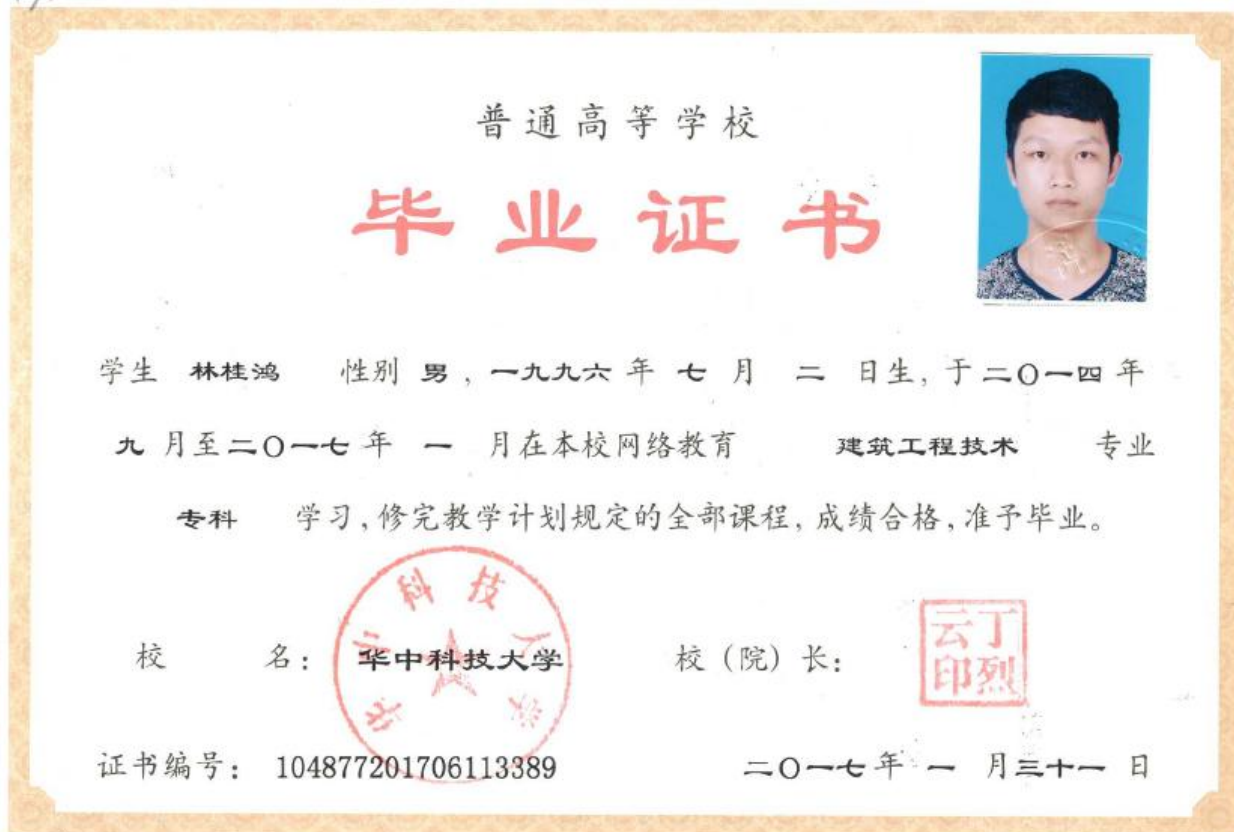 普通高等学校
毕业证书
学生 林桂鸿 性别 男，一九九六 年 七 月 二 日生，于二〇一四 年
九 月至二〇一七 年 一 月在本校网络教育 建筑工程技术 专业
专科 学习，修完教学计划规定的全部课程，成绩合格，准予毕业。
华中科技大学
校 名： 华中科技大学 校（院）长： 丁烈云印
证书编号： 104877201706113389 二〇一七 年 一 月三十一 日